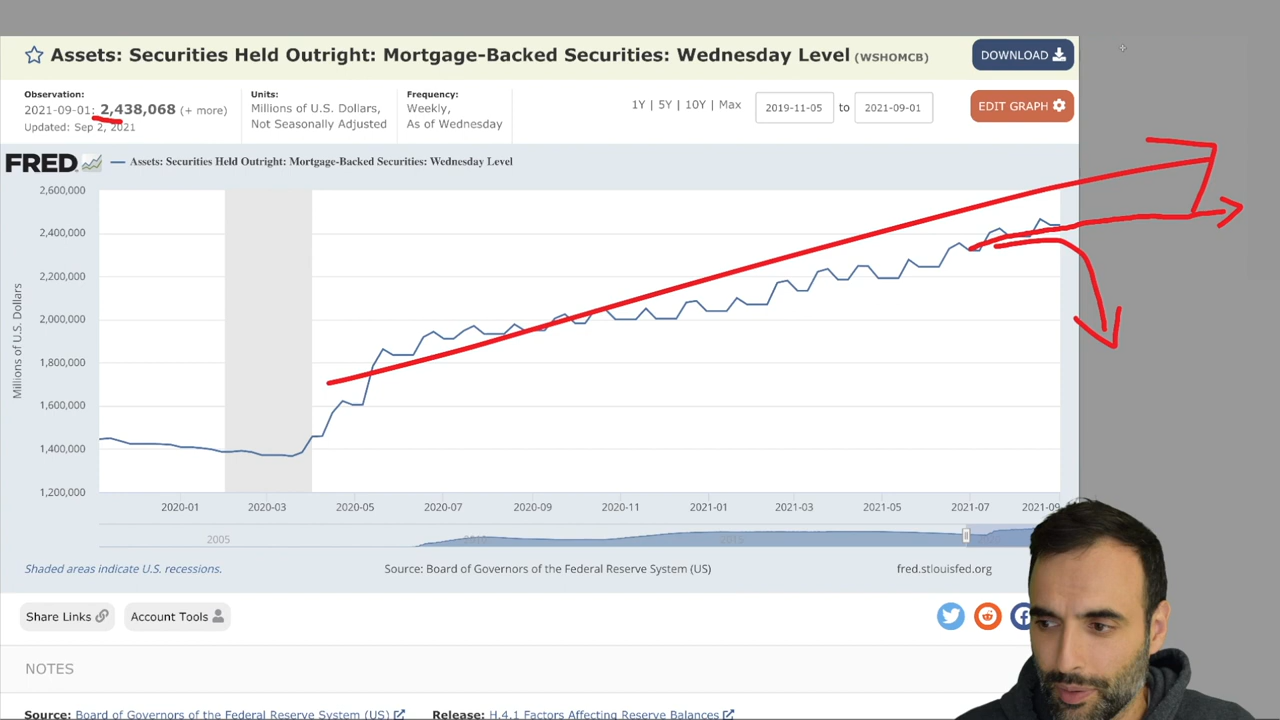 Assets: Securities Held Outright: Mortgage-Backed Securities: Wednesday Level (WSHOMCB)
DOWNLOAD
Observation:
2021-09-01: 2,438,068 (+ more)
Updated: Sep 2, 2021
Units:
Millions of U.S. Dollars,
Not Seasonally Adjusted
Frequency:
Weekly,
As of Wednesday
1Y | 5Y | 10Y | Max
2019-11-05 to 2021-09-01
EDIT GRAPH
FRED
Assets: Securities Held Outright: Mortgage-Backed Securities: Wednesday Level
Millions of U.S. Dollars
2,600,000
2,400,000
2,200,000
2,000,000
1,800,000
1,600,000
1,400,000
1,200,000
2020-01 2020-03 2020-05 2020-07 2020-09 2020-11 2021-01 2021-03 2021-05 2021-07 2021-09
2005 2010 2015
Shaded areas indicate U.S. recessions.
Source: Board of Governors of the Federal Reserve System (US)
fred.stlouisfed.org
Share Links
Account Tools
NOTES
Source: Board of Governors of the Federal Reserve System (US)
Release: H.4.1 Factors Affecting Reserve Balances